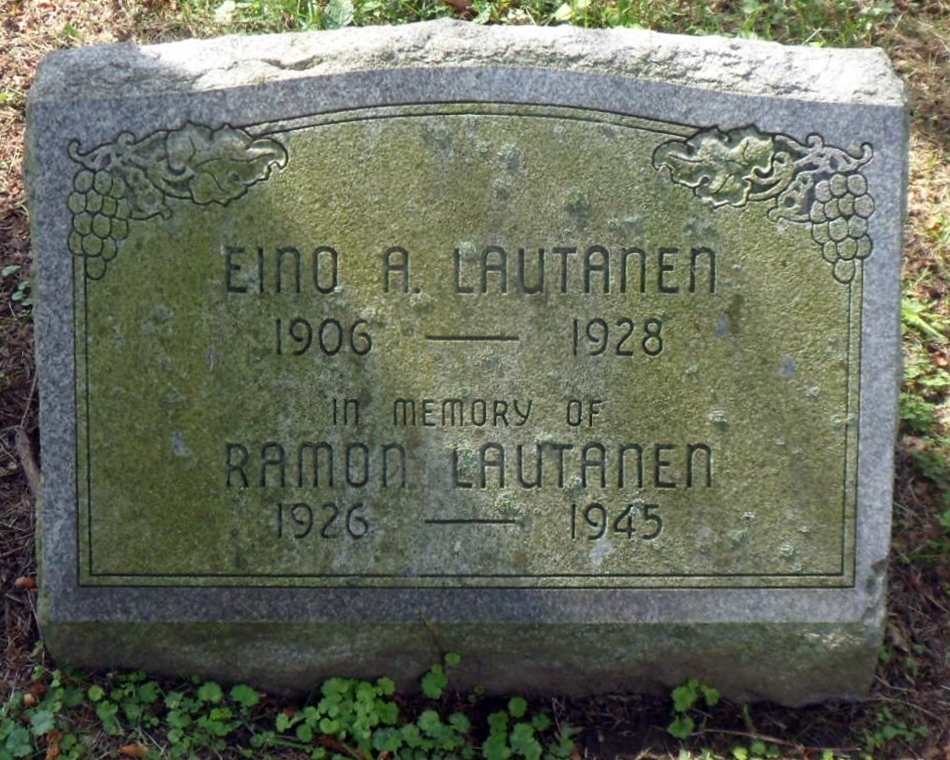 EINO A. LAUTANEN
1906 — 1928
IN MEMORY OF
RAMON LAUTANEN
1926 — 1945